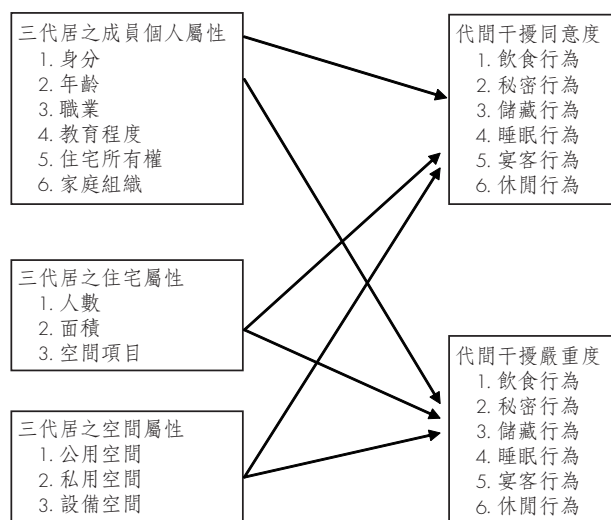 三代居之成員個人屬性
1. 身分
2. 年齡
3. 職業
4. 教育程度
5. 住宅所有權
6. 家庭組織
三代居之住宅屬性
1. 人數
2. 面積
3. 空間項目
三代居之空間屬性
1. 公用空間
2. 私用空間
3. 設備空間
代間干擾同意度
1. 飲食行為
2. 秘密行為
3. 儲藏行為
4. 睡眠行為
5. 宴客行為
6. 休閒行為
代間干擾嚴重度
1. 飲食行為
2. 秘密行為
3. 儲藏行為
4. 睡眠行為
5. 宴客行為
6. 休閒行為